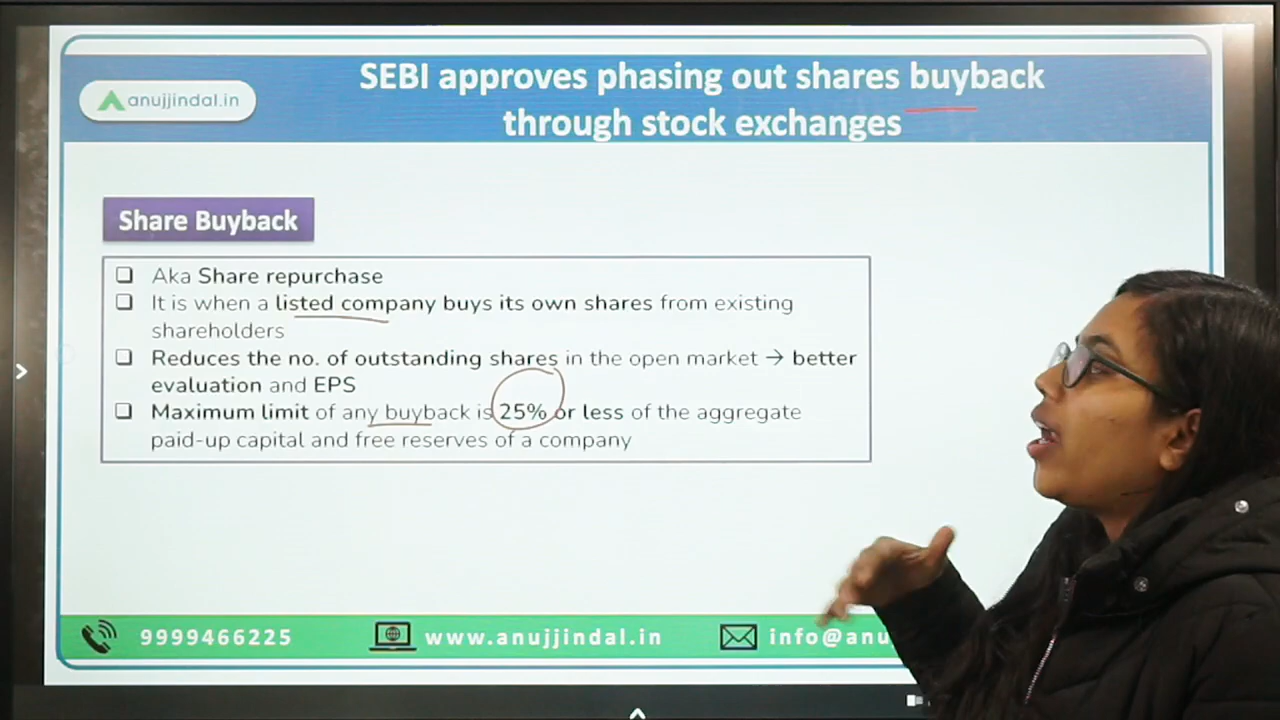 SEBI approves phasing out shares buyback
through stock exchanges
anujjindal.in
Share Buyback
Aka Share repurchase
It is when a listed company buys its own shares from existing
shareholders
Reduces the no. of outstanding shares in the open market → better
evaluation and EPS
Maximum limit of any buyback is 25% or less of the aggregate
paid-up capital and free reserves of a company
9999466225
www.anujjindal.in
info@anu